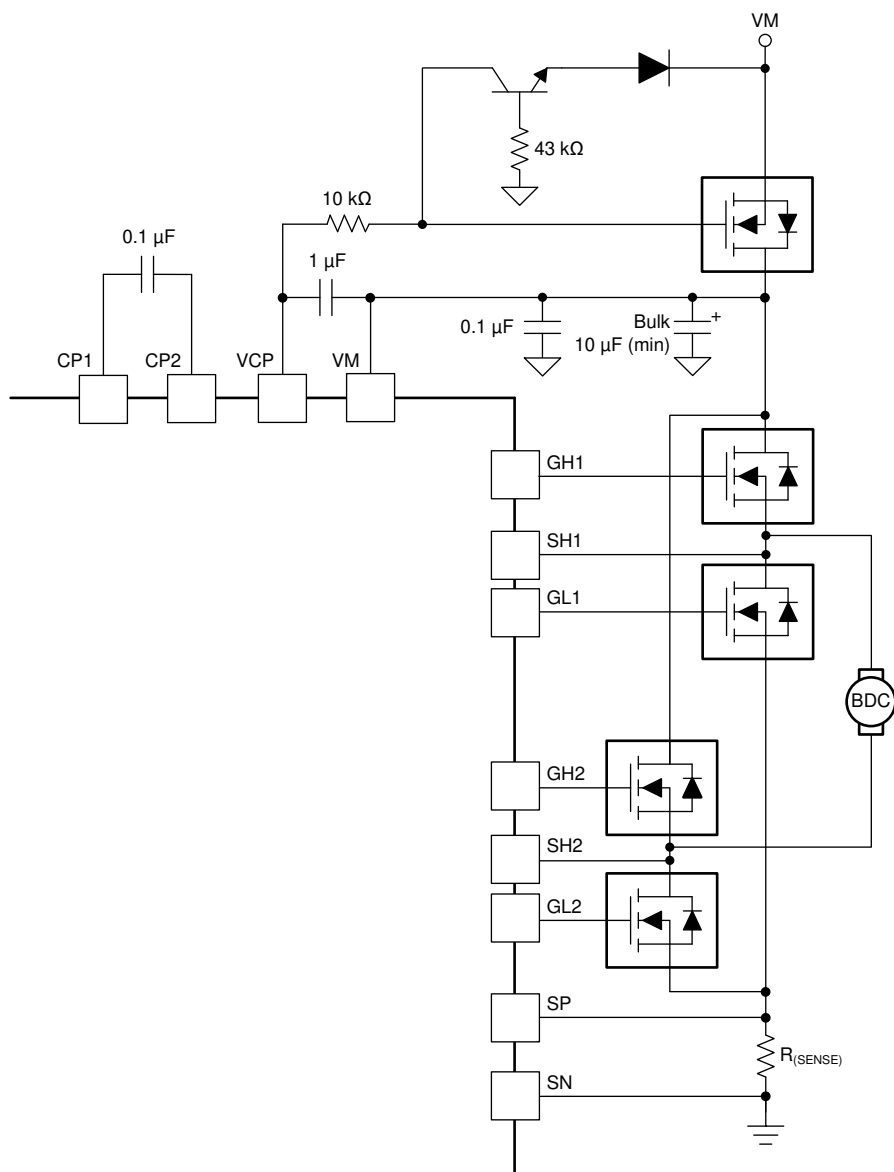 VM
43 kΩ
10 kΩ
0.1 µF
1 µF
0.1 µF
Bulk
+
10 µF (min)
CP1
CP2
VCP
VM
GH1
SH1
GL1
BDC
GH2
SH2
GL2
SP
R(SENSE)
SN